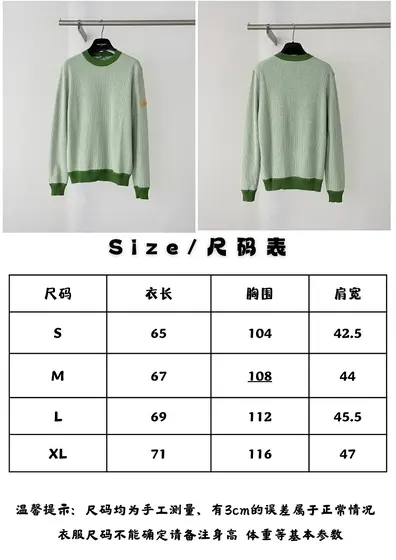 Size/尺码表
尺码 衣长 胸围 肩宽
S 65 104 42.5
M 67 108 44
L 69 112 45.5
XL 71 116 47
温馨提示：尺码均为手工测量、有3cm的误差属于正常情况
衣服尺码不能确定请备注身高 体重等基本参数